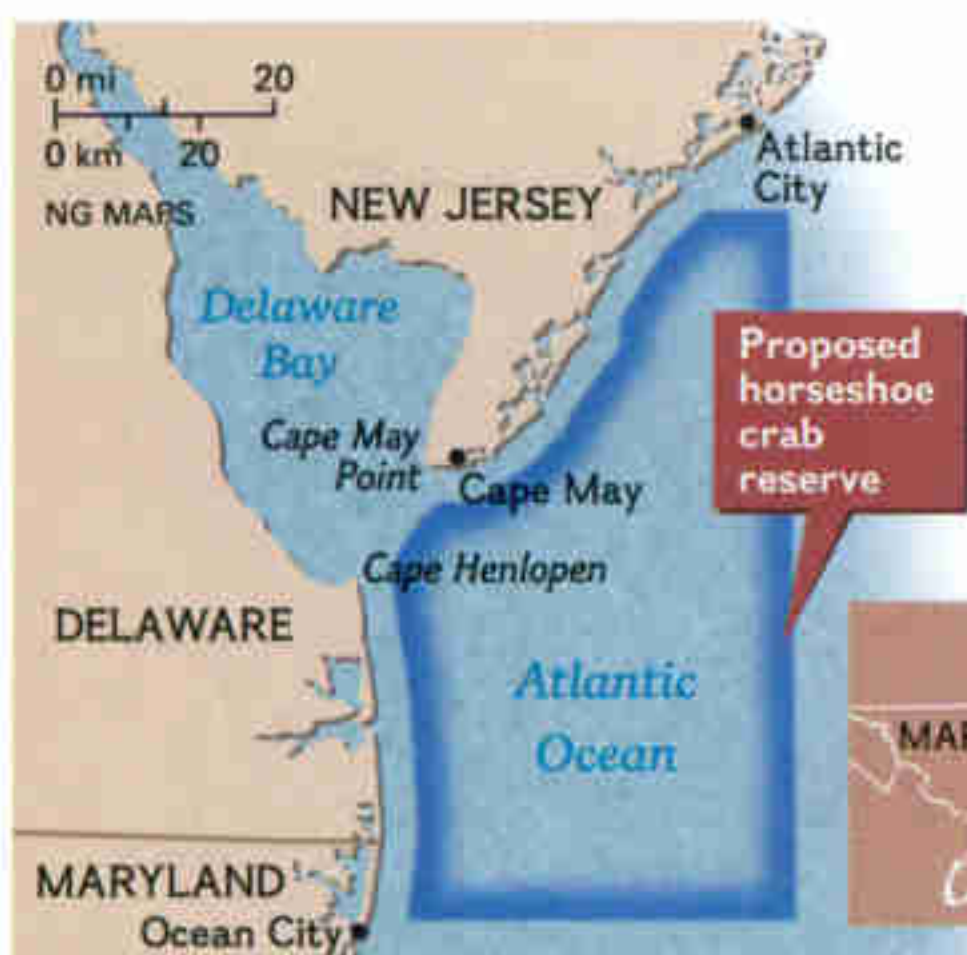 0 mi 20
0 km 20
NG MAPS
NEW JERSEY
Atlantic
City
Delaware
Bay
Proposed
horseshoe
crab
reserve
Cape May
Point
Cape May
Cape Henlopen
DELAWARE
Atlantic
Ocean
MARYLAND
Ocean City